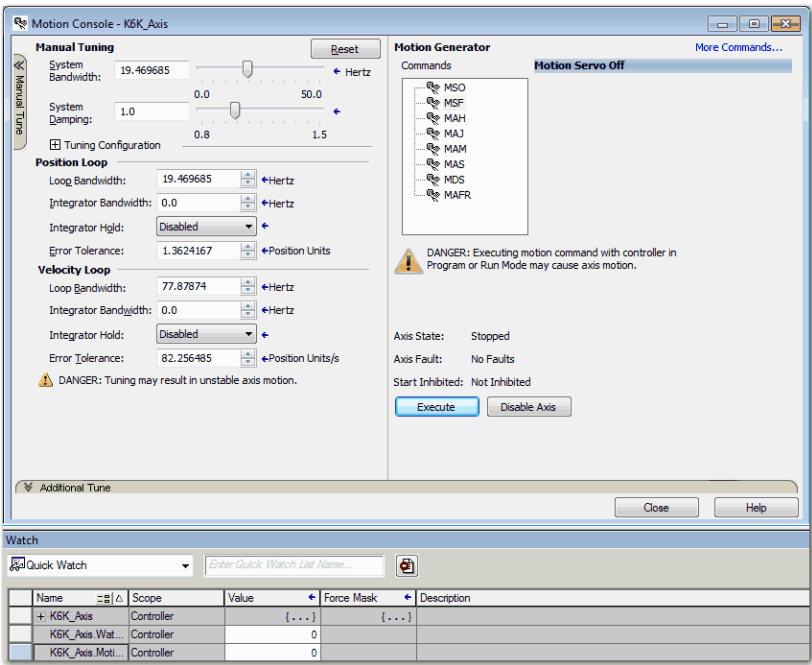 Motion Console - K6K_Axis
Manual Tune
Manual Tuning
Reset
System Bandwidth: 19.469685
Hertz
0.0 50.0
System Damping: 1.0
0.8 1.5
Tuning Configuration
Position Loop
Loop Bandwidth: 19.469685 Hertz
Integrator Bandwidth: 0.0 Hertz
Integrator Hold: Disabled
Error Tolerance: 1.3624167 Position Units
Velocity Loop
Loop Bandwidth: 77.87874 Hertz
Integrator Bandwidth: 0.0 Hertz
Integrator Hold: Disabled
Error Tolerance: 82.256485 Position Units/s
DANGER: Tuning may result in unstable axis motion.
Motion Generator
More Commands...
Commands
Motion Servo Off
MSO
MSF
MAH
MAJ
MAM
MAS
MDS
MAFR
DANGER: Executing motion command with controller in
Program or Run Mode may cause axis motion.
Axis State: Stopped
Axis Fault: No Faults
Start Inhibited: Not Inhibited
Execute Disable Axis
Additional Tune
Close Help
Watch
Quick Watch
Enter Quick Watch List Name...
Name Scope Value Force Mask Description
K6K_Axis Controller {...} {...}
K6K_Axis.Wat... Controller 0
K6K_Axis.Moti... Controller 0